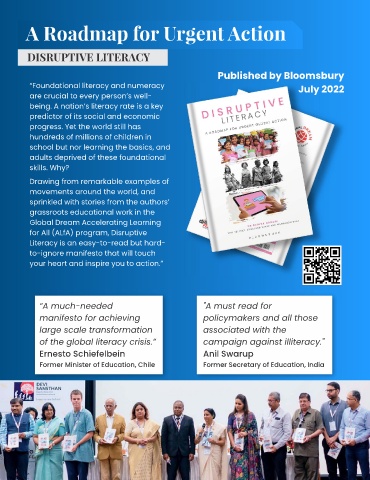 A Roadmap for Urgent Action
DISRUPTIVE LITERACY
Published by Bloomsbury
July 2022
“Foundational literacy and numeracy
are crucial to every person’s well-
being. A nation’s literacy rate is a key
predictor of its social and economic
progress. Yet the world still has
hundreds of millions of children in
school but nor learning the basics, and
adults deprived of these foundational
skills. Why?
Drawing from remarkable examples of
movements around the world, and
sprinkled with stories from the authors’
grassroots educational work in the
Global Dream Accelerating Learning
for All (ALfA) program, Disruptive
Literacy is an easy-to-read but hard-
to-ignore manifesto that will touch
your heart and inspire you to action.”
DISRUPTIVE
LITERACY
A ROADMAP FOR URGENT GLOBAL ACTION
BLOOMSBURY
“A much-needed
manifesto for achieving
large scale transformation
of the global literacy crisis.”
Ernesto Schiefelbein
Former Minister of Education, Chile
"A must read for
policymakers and all those
associated with the
campaign against illiteracy."
Anil Swarup
Former Secretary of Education, India
DEVI
SANSTHAN